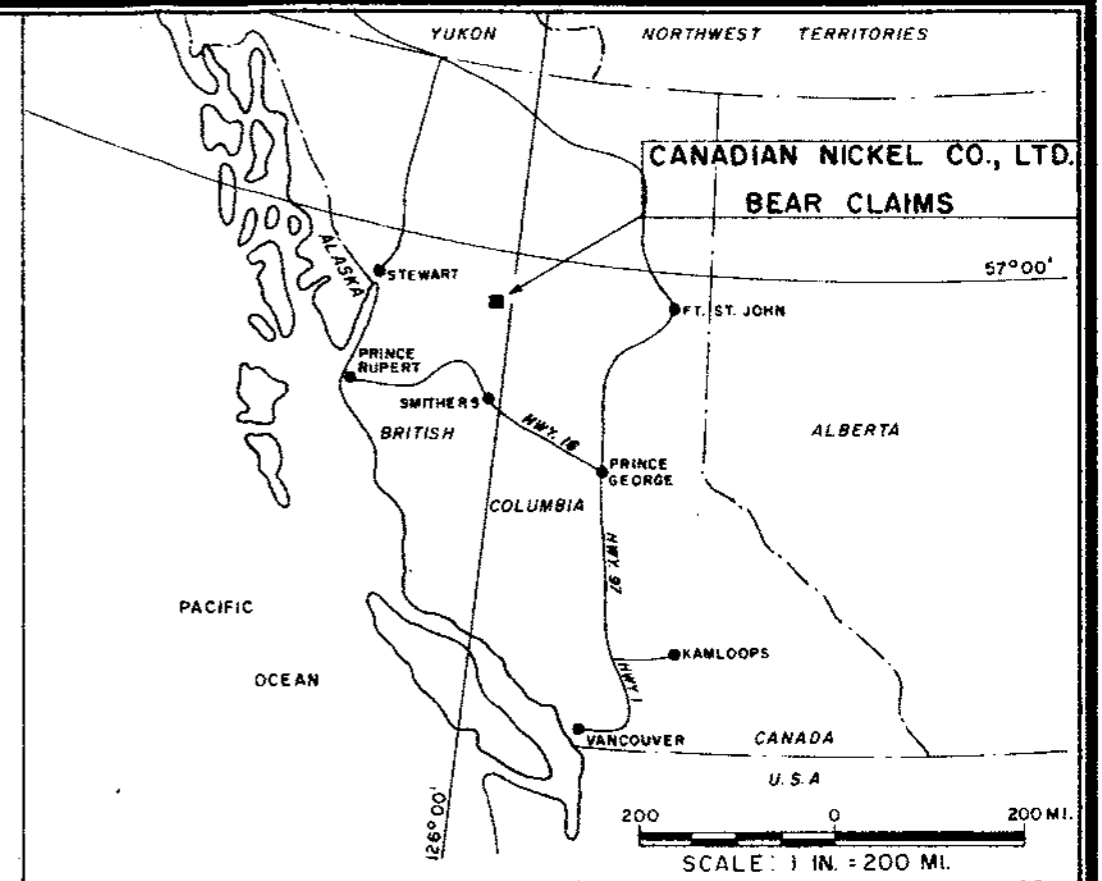 YUKON
NORTHWEST TERRITORIES
CANADIAN NICKEL CO., LTD.
BEAR CLAIMS
ALASKA
STEWART
57°00'
FT. ST. JOHN
PRINCE
RUPERT
SMITHERS
BRITISH
HWY. 16
ALBERTA
PRINCE
GEORGE
COLUMBIA
HWY. 97
PACIFIC
OCEAN
KAMLOOPS
HWY. 1
VANCOUVER
CANADA
U.S.A
126°00'
200 0 200 MI.
SCALE: 1 IN. = 200 MI.